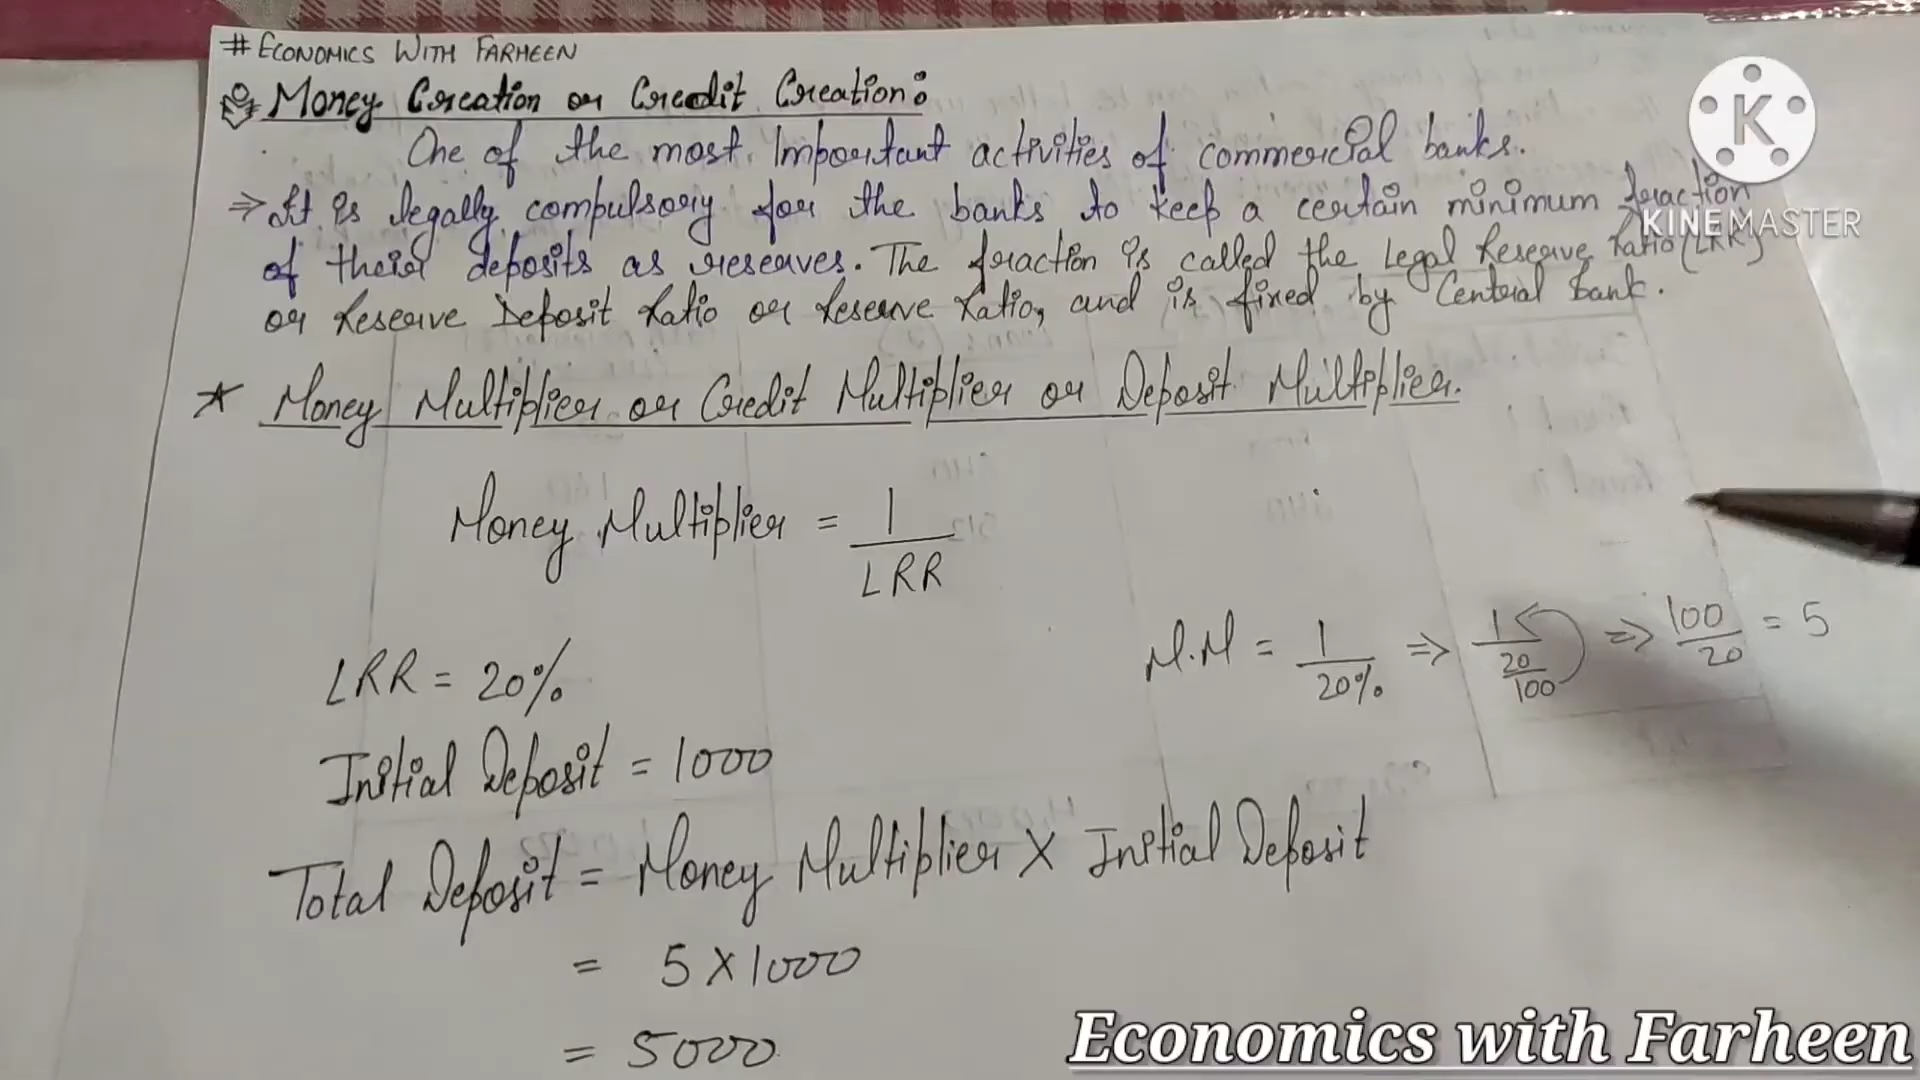 # ECONOMICS WITH FARHEEN
Money Creation or Credit Creation:
One of the most Important activities of commercial banks.
⇒ It is legally compulsory for the banks to keep a certain minimum fraction
of their deposits as reserves. The fraction is called the Legal Reserve Ratio (LRR)
or Reserve Deposit Ratio or Reserve Ratio, and is fixed by Central Bank.
K
KINEMASTER
* Money Multiplier or Credit Multiplier or Deposit Multiplier.
Money Multiplier = 1/LRR
M.M = 1/20% ⇒ 1/(20/100) ⇒ 100/20 = 5
LRR = 20%
Initial Deposit = 1000
Total Deposit = Money Multiplier X Initial Deposit
= 5 X 1000
= 5000
Economics with Farheen